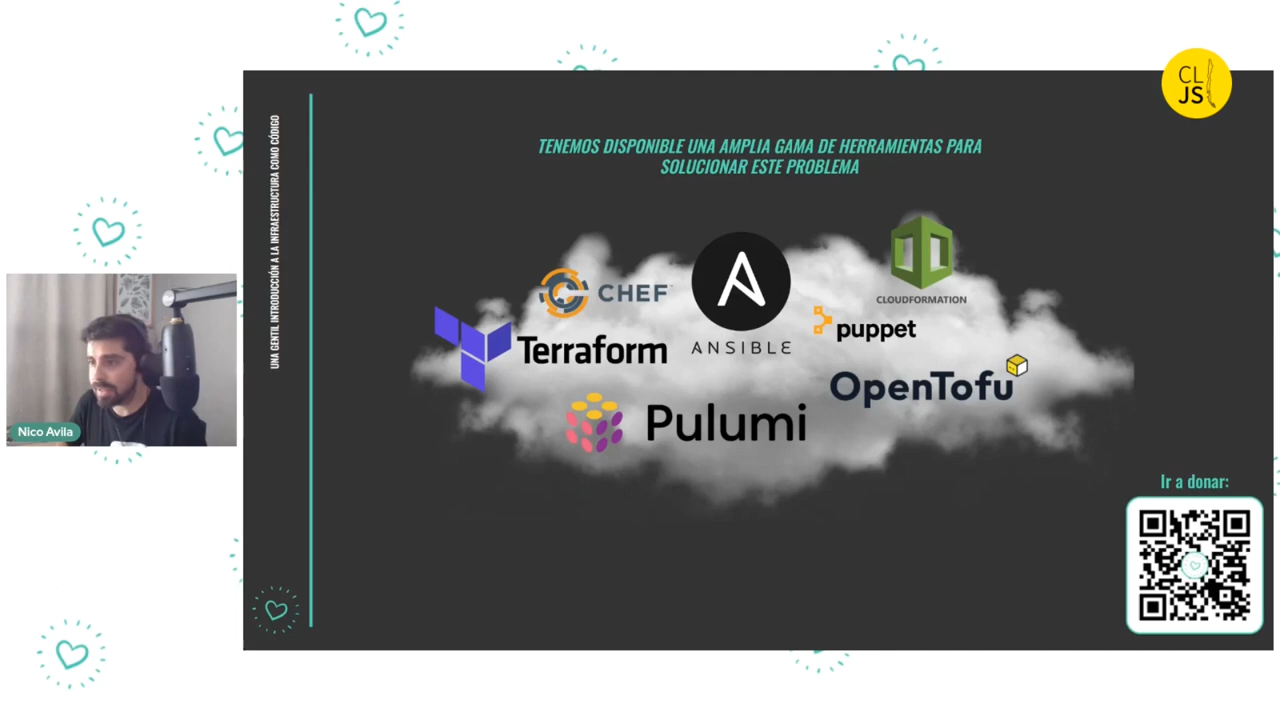 CL
JS
UNA GENTIL INTRODUCCIÓN A LA INFRAESTRUCTURA COMO CÓDIGO
TENEMOS DISPONIBLE UNA AMPLIA GAMA DE HERRAMIENTAS PARA
SOLUCIONAR ESTE PROBLEMA
CHEF
ANSIBLE
CLOUDFORMATION
Terraform
puppet
OpenTofu
Pulumi
Nico Avila
Ir a donar: